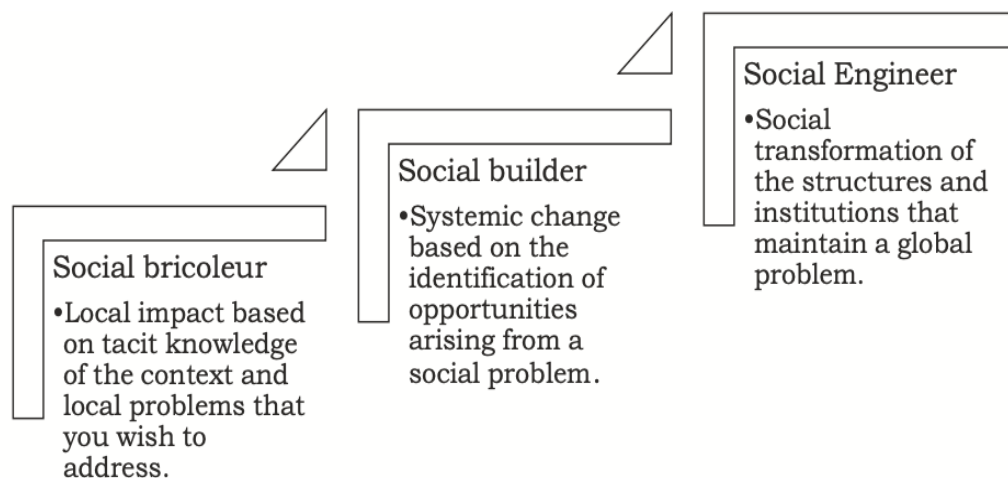 Social bricoleur
•Local impact based
on tacit knowledge
of the context and
local problems that
you wish to
address.
Social builder
•Systemic change
based on the
identification of
opportunities
arising from a
social problem.
Social Engineer
•Social
transformation of
the structures and
institutions that
maintain a global
problem.